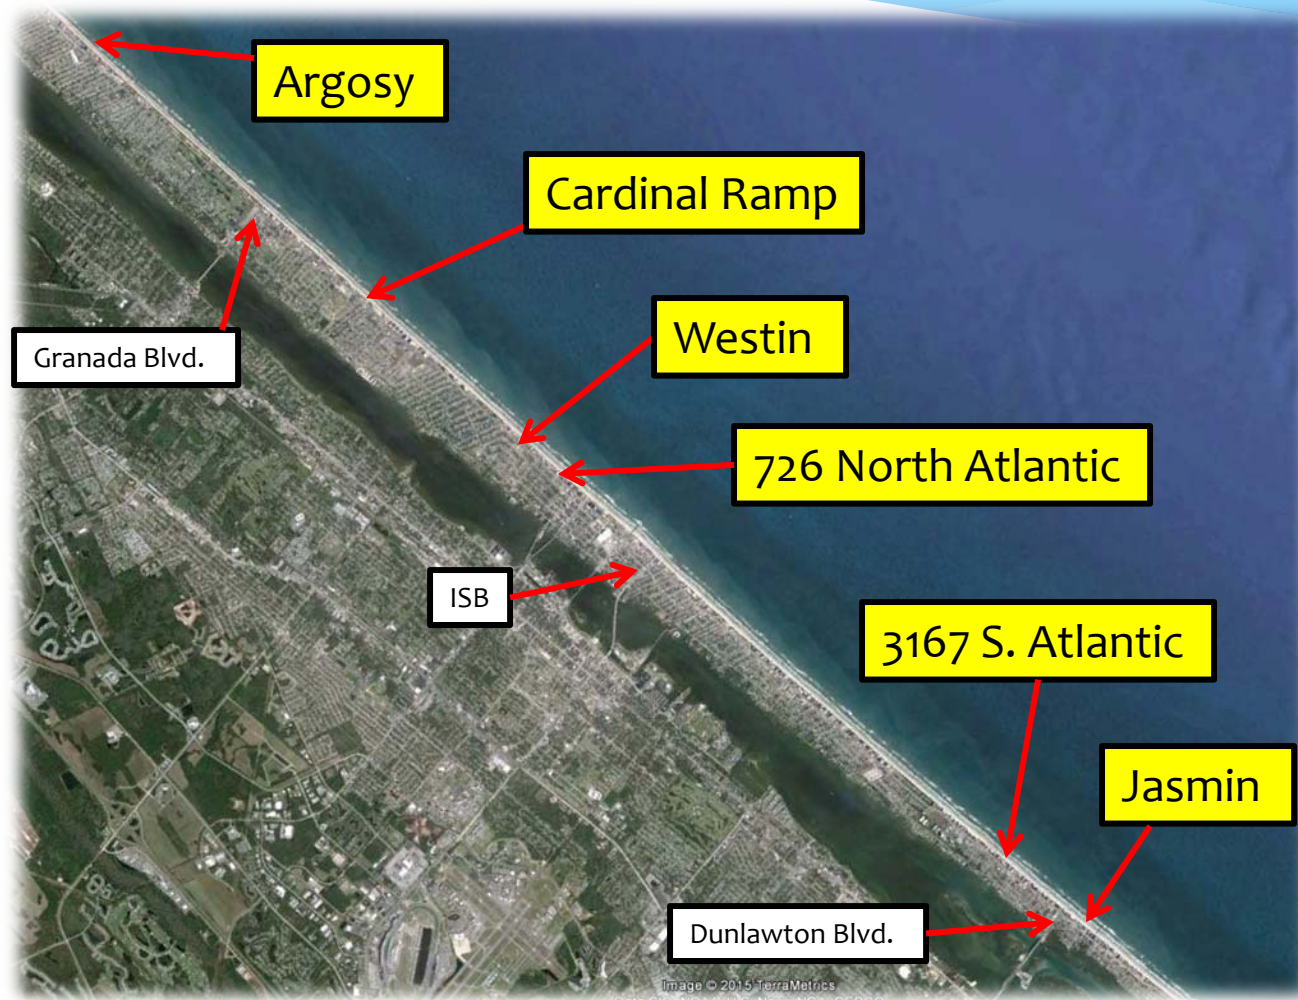 Argosy
Cardinal Ramp
Granada Blvd.
Westin
726 North Atlantic
ISB
3167 S. Atlantic
Jasmin
Dunlawton Blvd.
Image © 2015 TerraMetrics